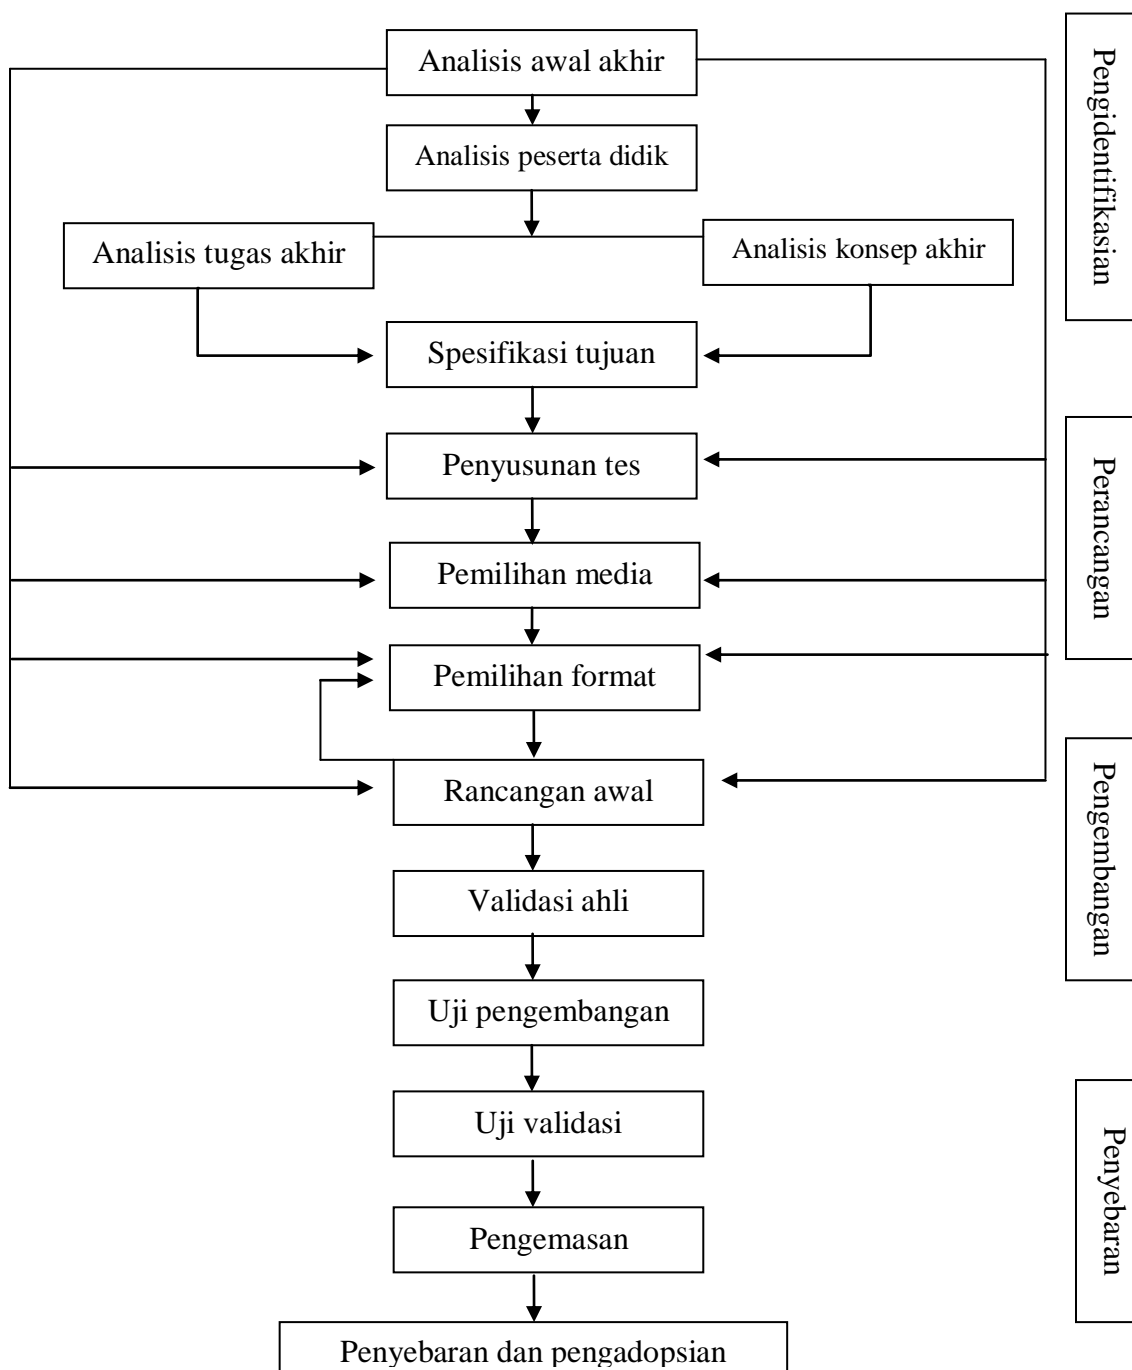 Analisis awal akhir
Analisis peserta didik
Analisis tugas akhir
Analisis konsep akhir
Spesifikasi tujuan
Penyusunan tes
Pemilihan media
Pemilihan format
Rancangan awal
Validasi ahli
Uji pengembangan
Uji validasi
Pengemasan
Penyebaran dan pengadopsian
Pengidentifikasian
Perancangan
Pengembangan
Penyebaran